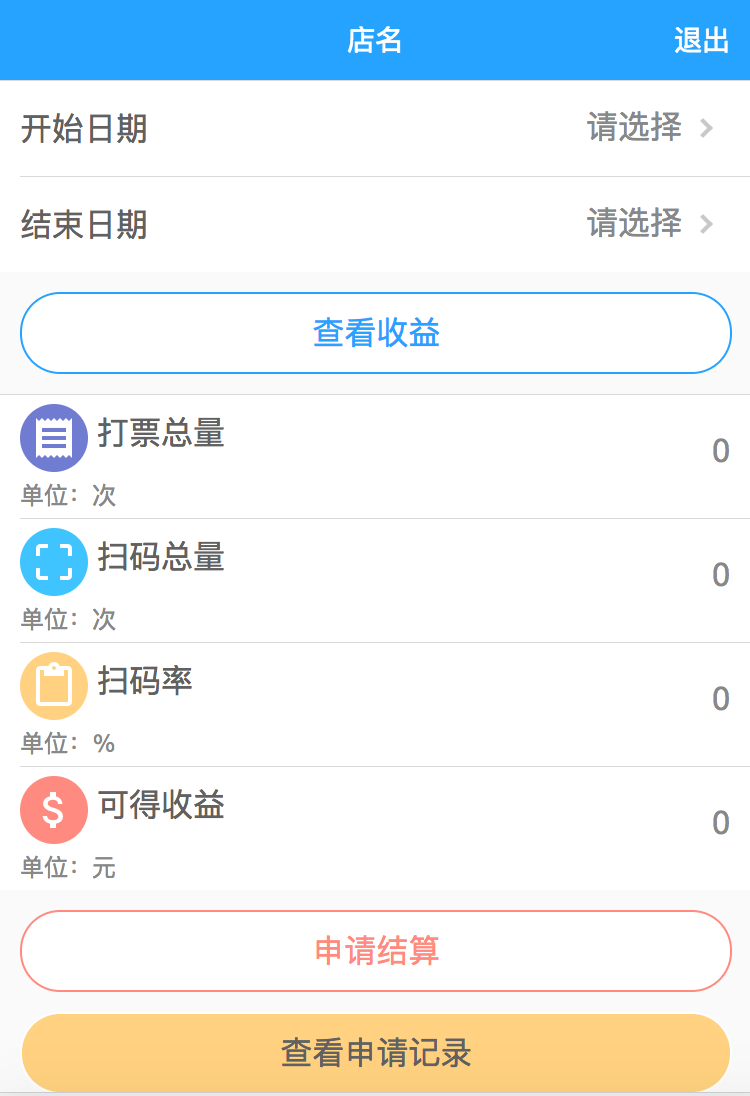 店名 退出
开始日期 请选择
结束日期 请选择
查看收益
打票总量
0
单位：次
扫码总量
0
单位：次
扫码率
0
单位：%
可得收益
0
单位：元
申请结算
查看申请记录